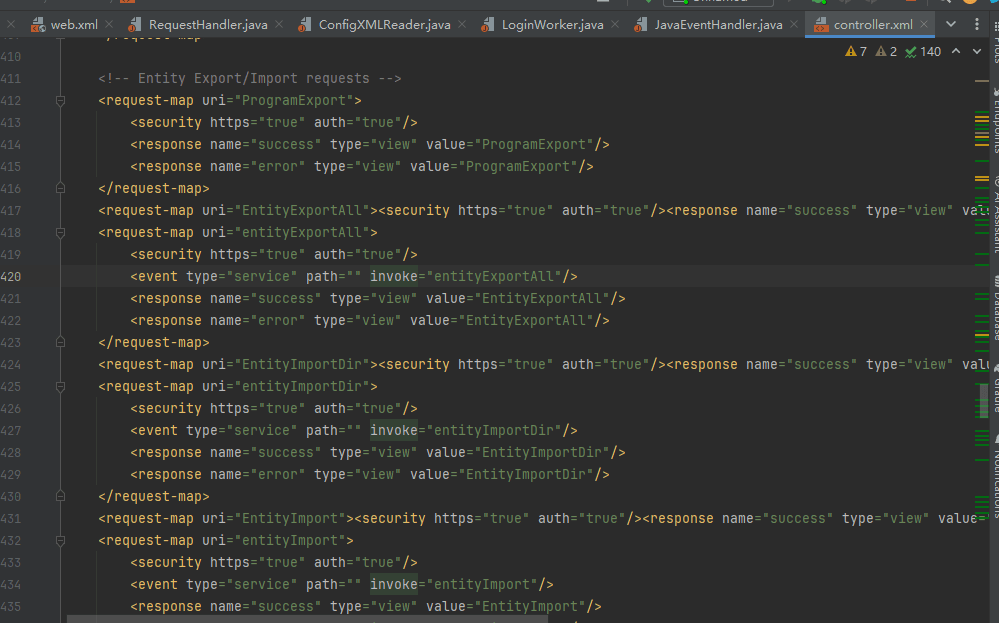 web.xml
RequestHandler.java
ConfigXMLReader.java
LoginWorker.java
JavaEventHandler.java
controller.xml
7 2 140
410
411 <!-- Entity Export/Import requests -->
412 <request-map uri="ProgramExport">
413 <security https="true" auth="true"/>
414 <response name="success" type="view" value="ProgramExport"/>
415 <response name="error" type="view" value="ProgramExport"/>
416 </request-map>
417 <request-map uri="EntityExportAll"><security https="true" auth="true"/><response name="success" type="view" valu
418 <request-map uri="entityExportAll">
419 <security https="true" auth="true"/>
420 <event type="service" path="" invoke="entityExportAll"/>
421 <response name="success" type="view" value="EntityExportAll"/>
422 <response name="error" type="view" value="EntityExportAll"/>
423 </request-map>
424 <request-map uri="EntityImportDir"><security https="true" auth="true"/><response name="success" type="view" valu
425 <request-map uri="entityImportDir">
426 <security https="true" auth="true"/>
427 <event type="service" path="" invoke="entityImportDir"/>
428 <response name="success" type="view" value="EntityImportDir"/>
429 <response name="error" type="view" value="EntityImportDir"/>
430 </request-map>
431 <request-map uri="EntityImport"><security https="true" auth="true"/><response name="success" type="view" value=
432 <request-map uri="entityImport">
433 <security https="true" auth="true"/>
434 <event type="service" path="" invoke="entityImport"/>
435 <response name="success" type="view" value="EntityImport"/>
Endpoints
AI Assistant
Database
Gradle
Notifications